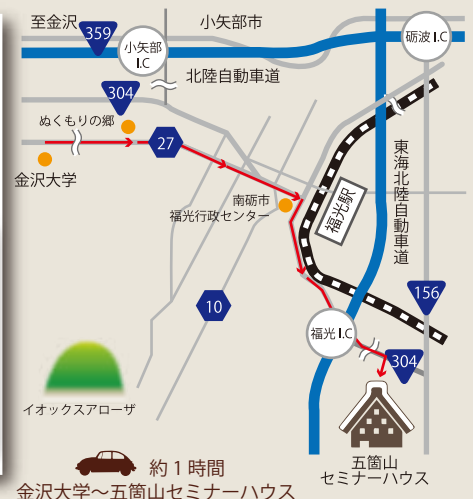 至金沢
359
小矢部市
小矢部
I.C
砺波 I.C
北陸自動車道
304
ぬくもりの郷
27
金沢大学
南砺市
福光行政センター
福光駅
東海北陸自動車道
156
10
福光 I.C
304
イオックスアローザ
五箇山
セミナーハウス
約1時間
金沢大学〜五箇山セミナーハウス